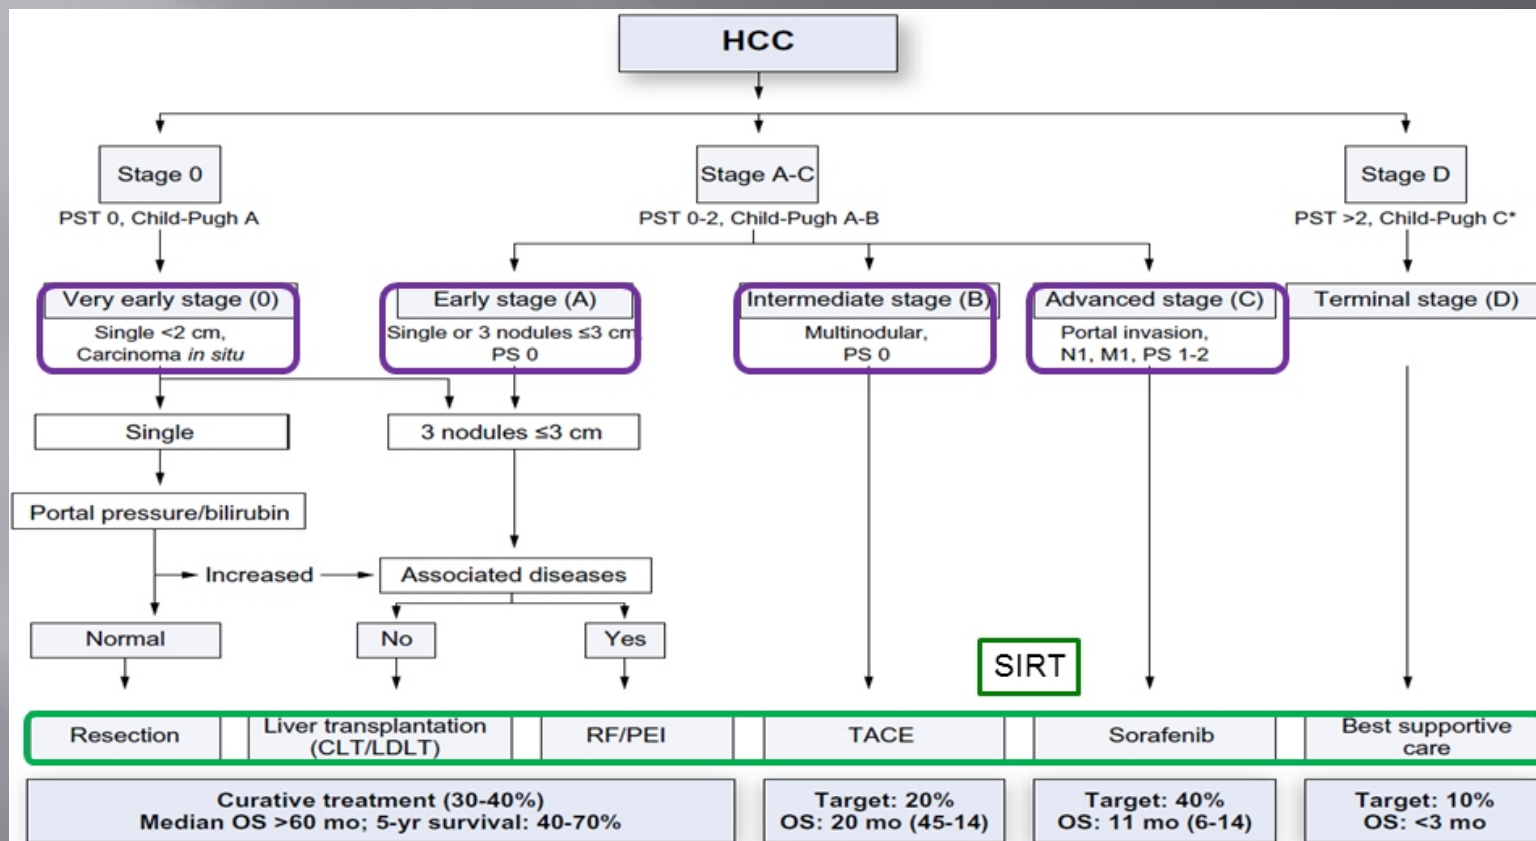 HCC
Stage 0
PST 0, Child-Pugh A
Stage A-C
PST 0-2, Child-Pugh A-B
Stage D
PST >2, Child-Pugh C*
Very early stage (0)
Single <2 cm,
Carcinoma in situ
Early stage (A)
Single or 3 nodules ≤3 cm,
PS 0
Intermediate stage (B)
Multinodular,
PS 0
Advanced stage (C)
Portal invasion,
N1, M1, PS 1-2
Terminal stage (D)
Single
3 nodules ≤3 cm
Portal pressure/bilirubin
Increased
Associated diseases
Normal
No
Yes
SIRT
Resection
Liver transplantation
(CLT/LDLT)
RF/PEI
TACE
Sorafenib
Best supportive
care
Curative treatment (30-40%)
Median OS >60 mo; 5-yr survival: 40-70%
Target: 20%
OS: 20 mo (45-14)
Target: 40%
OS: 11 mo (6-14)
Target: 10%
OS: <3 mo